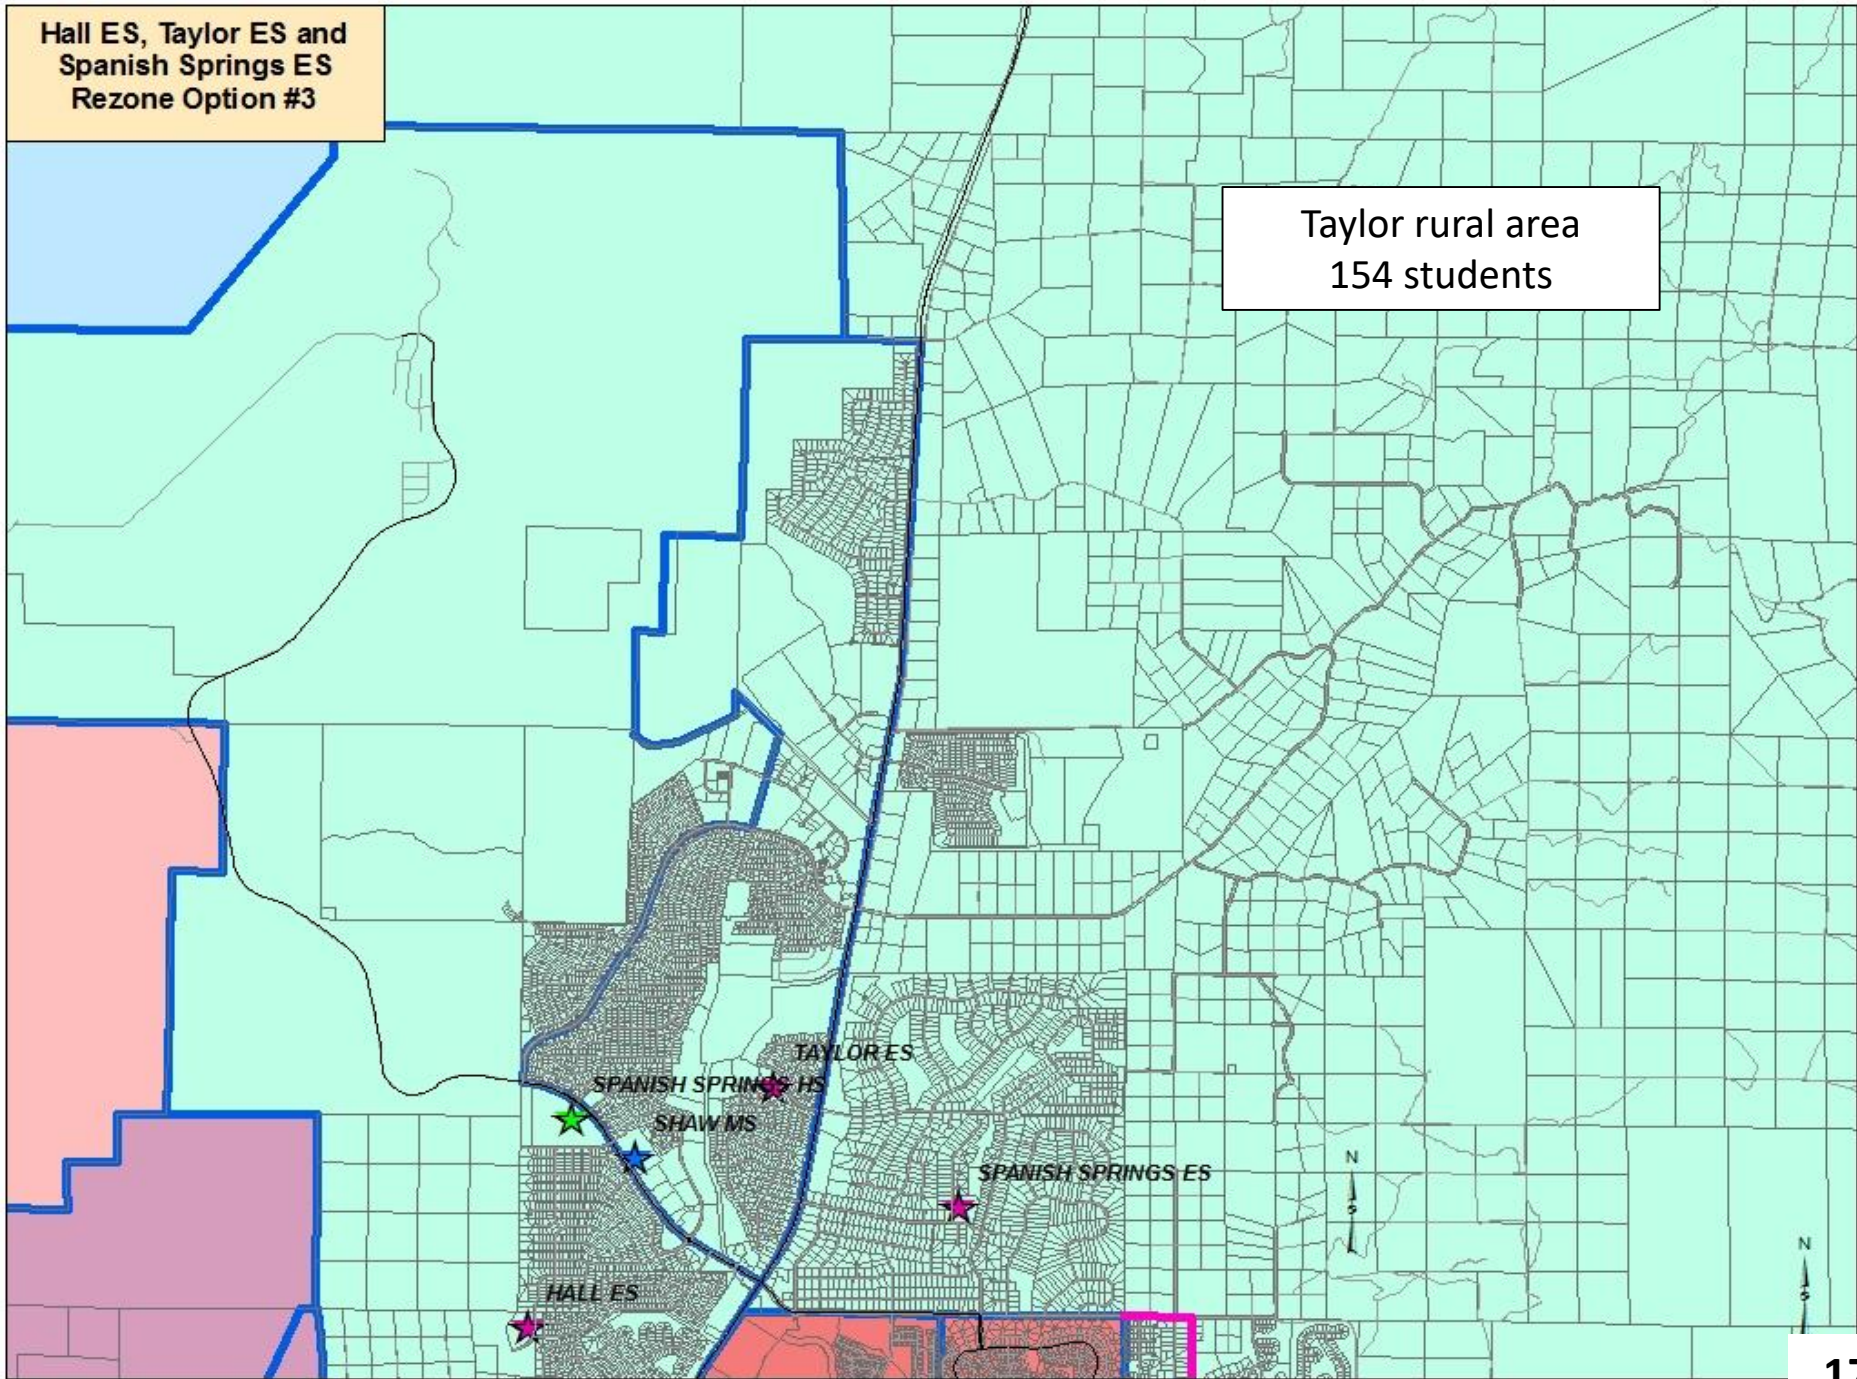 Hall ES, Taylor ES and
Spanish Springs ES
Rezone Option #3
Taylor rural area
154 students
TAYLOR ES
SPANISH SPRINGS HS
SHAW MS
SPANISH SPRINGS ES
N
S
N
S
HALL ES
17